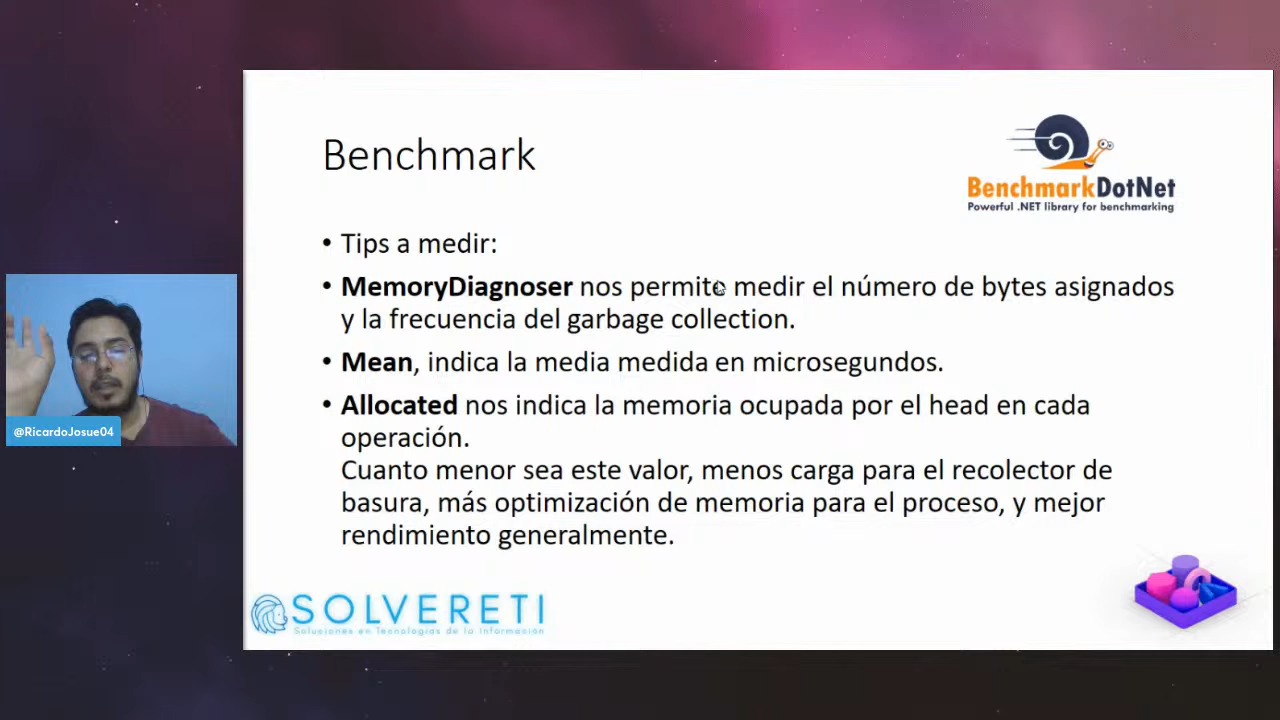 Benchmark
BenchmarkDotNet
Powerful .NET library for benchmarking
• Tips a medir:
• MemoryDiagnoser nos permite medir el número de bytes asignados
y la frecuencia del garbage collection.
• Mean, indica la media medida en microsegundos.
• Allocated nos indica la memoria ocupada por el head en cada
operación.
Cuanto menor sea este valor, menos carga para el recolector de
basura, más optimización de memoria para el proceso, y mejor
rendimiento generalmente.
@RicardoJosue04
SOLVERETI
Soluciones en Tecnologías de la Información